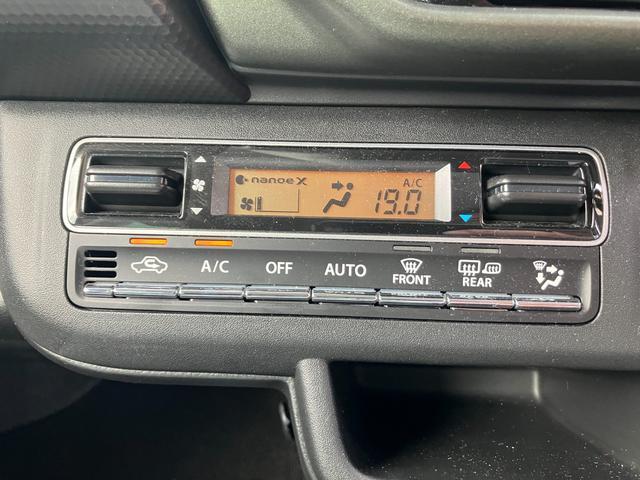 nanoe X
A/C
19.0
A/C OFF AUTO FRONT REAR